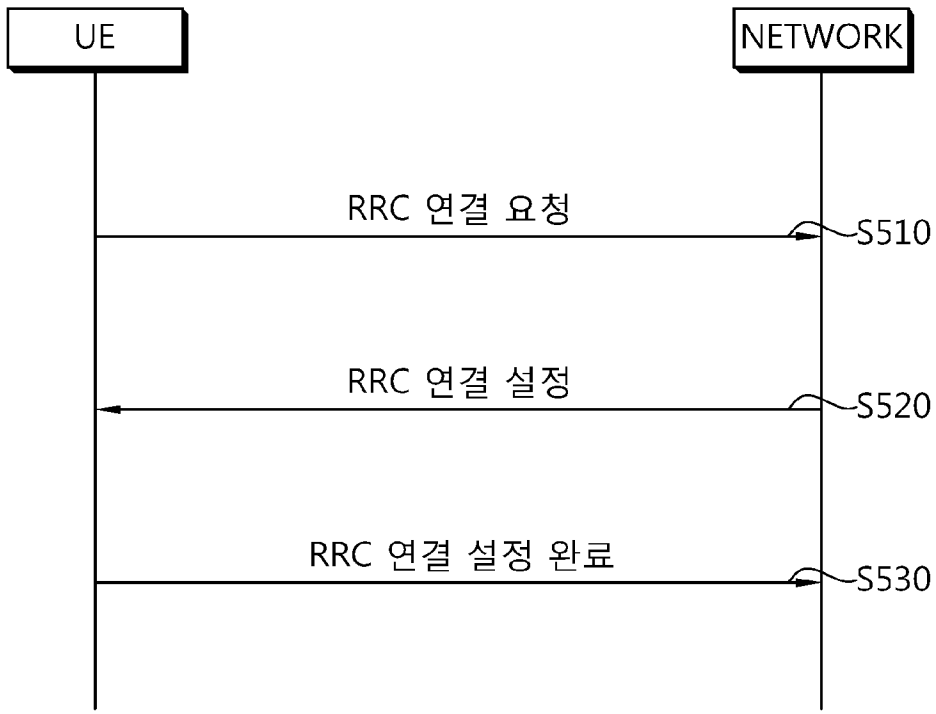 UE
NETWORK
RRC 연결 요청
S510
RRC 연결 설정
S520
RRC 연결 설정 완료
S530